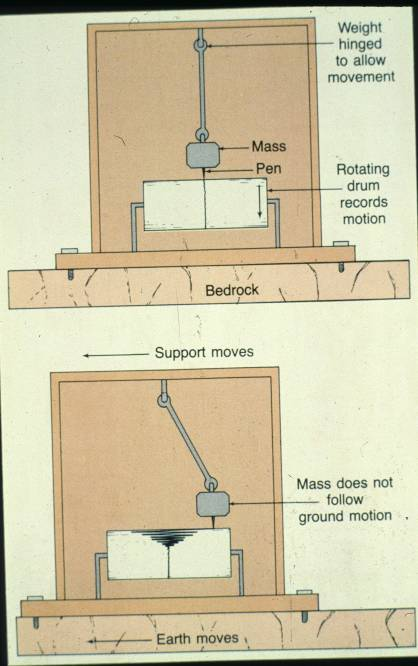 Weight
hinged
to allow
movement
Mass
Pen
Rotating
drum
records
motion
Bedrock
Support moves
Mass does not
follow
ground motion
Earth moves